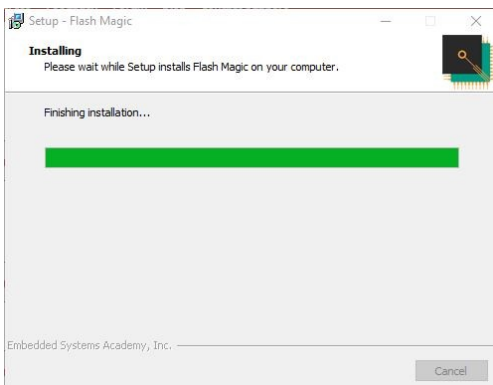 Setup - Flash Magic
Installing
Please wait while Setup installs Flash Magic on your computer.
Finishing installation...
Embedded Systems Academy, Inc.
Cancel